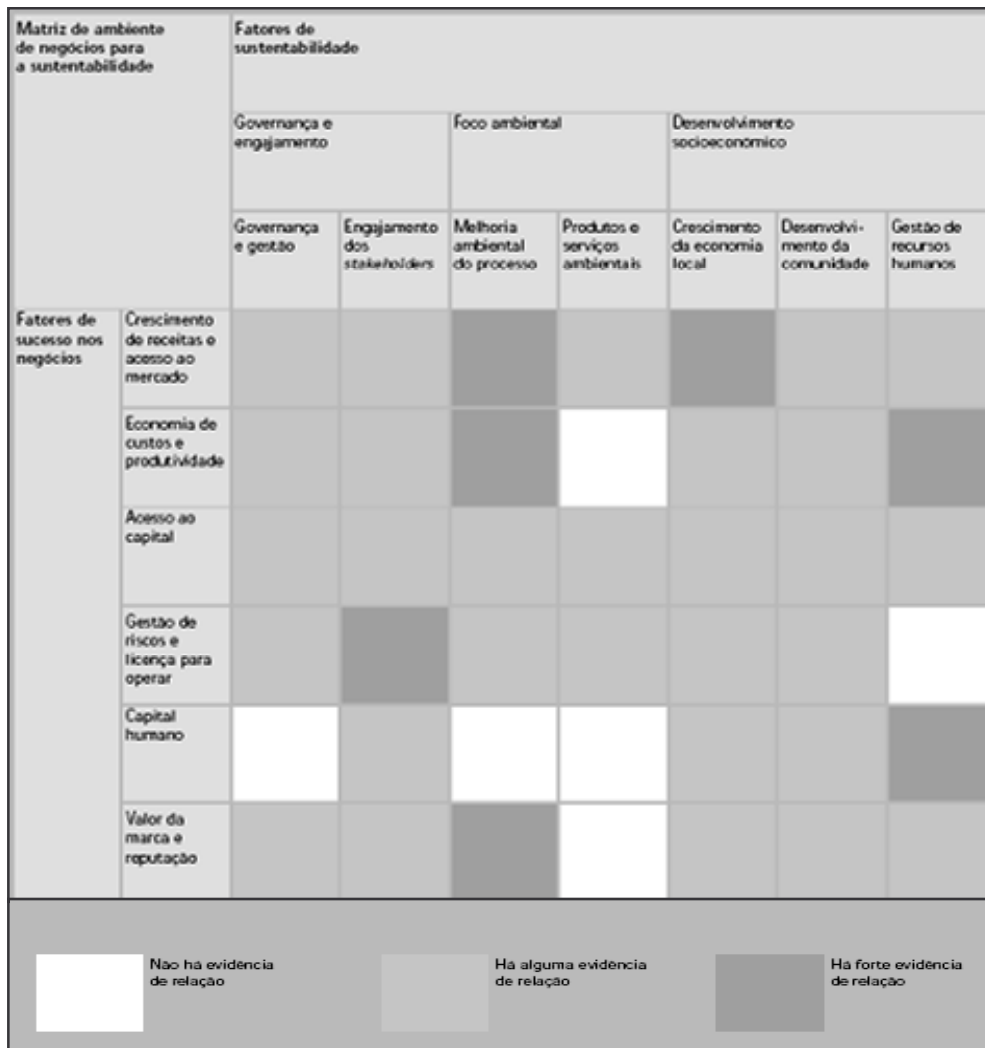 Matriz de ambiente
de negócios para
a sustentabilidade
Fatores de
sustentabilidade
Governança e
engajamento
Foco ambiental
Desenvolvimento
socioeconômico
Governança
e gestão
Engajamento
dos
stakeholders
Melhoria
ambiental
do processo
Produtos e
serviços
ambientais
Crescimento
da economia
local
Desenvolvi-
mento da
comunidade
Gestão de
recursos
humanos
Fatores de
sucesso nos
negócios
Crescimento
de receitas e
acesso ao
mercado
Economia de
custos e
produtividade
Acesso ao
capital
Gestão de
riscos e
licença para
operar
Capital
humano
Valor da
marca e
reputação
Não há evidência
de relação
Há alguma evidência
de relação
Há forte evidência
de relação